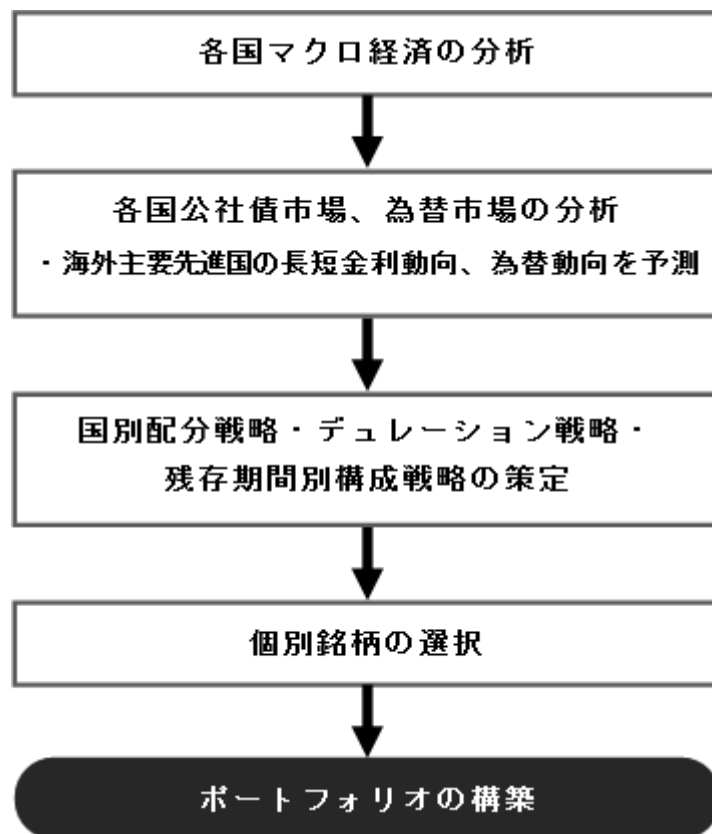 各国マクロ経済の分析
各国公社債市場、為替市場の分析
・海外主要先進国の長短金利動向、為替動向を予測
国別配分戦略・デュレーション戦略・
残存期間別構成戦略の策定
個別銘柄の選択
ポートフォリオの構築